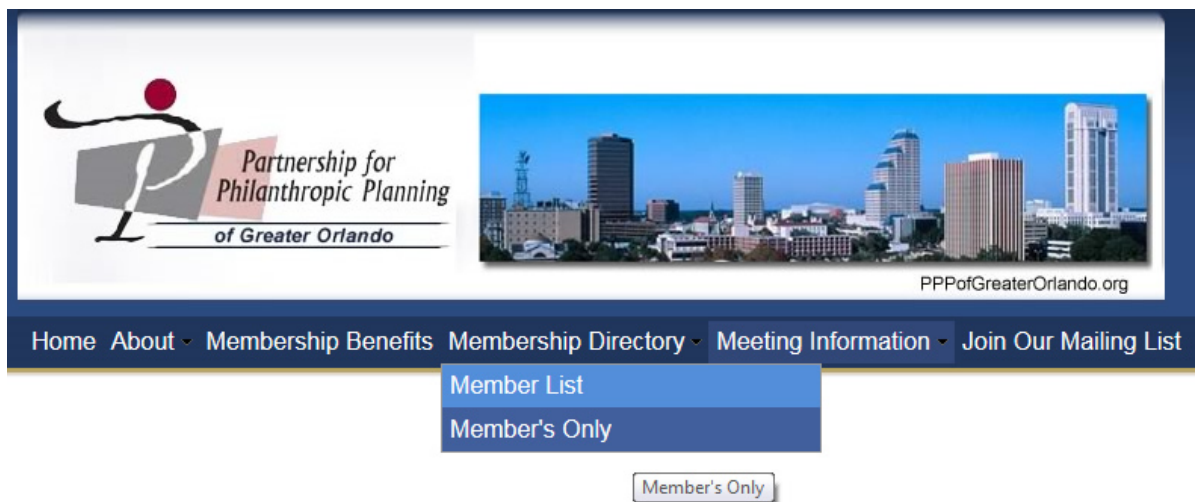 Partnership for
Philanthropic Planning
of Greater Orlando
PPPofGreaterOrlando.org
Home About Membership Benefits Membership Directory Meeting Information Join Our Mailing List
Member List
Member's Only
Member's Only